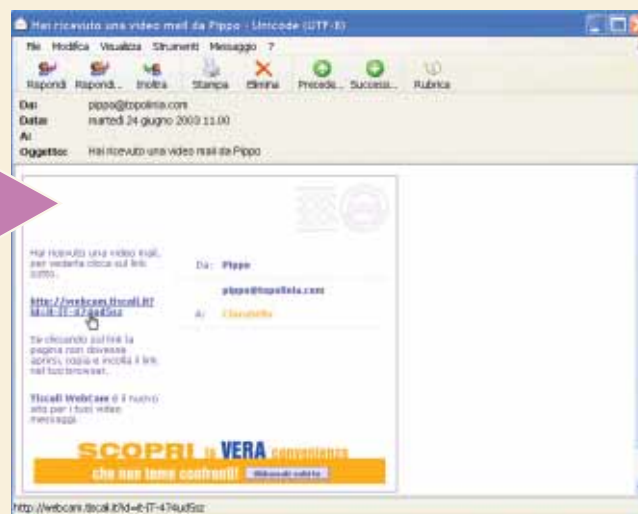 Hai ricevuto una video mail da Pippo - Unicode (UTF-8)
File Modifica Visualizza Strumenti Messaggio ?
Rispondi Rispondi... Inoltra Stampa Elimina Precede... Successi... Rubrica
Da: pippo@topolinia.com
Data: martedì 24 giugno 2003 11.00
A:
Oggetto: Hai ricevuto una video mail da Pippo
Hai ricevuto una video mail,
per vederla clicca sul link
sotto.
Da: Pippo
pippo@topolinia.com
http://webcam.tiscali.it?
id=it-IT-474ud5sz
A: Clarabella
Se cliccando sul link la
pagina non dovesse
aprirsi, copia e incolla il link
nel tuo browser.
Tiscali WebCam è il nuovo
sito per i tuoi video
messaggi.
SCOPRI la VERA convenienza
che non teme confronti! Abbonati subito
http://webcam.tiscali.it?id=it-IT-474ud5sz